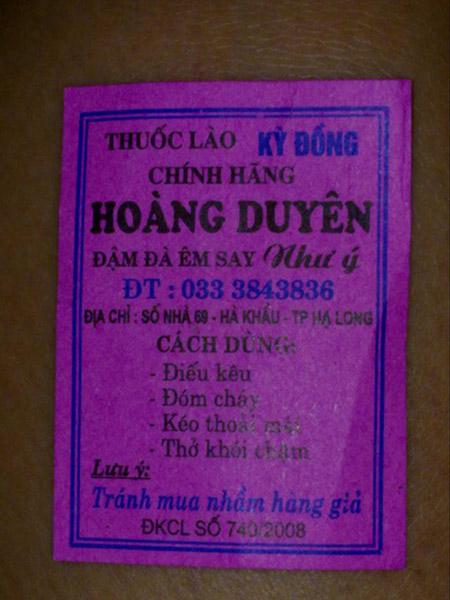 THUỐC LÀO KỲ ĐỒNG
CHÍNH HÃNG
HOÀNG DUYÊN
ĐẬM ĐÀ ÊM SAY Như ý
ĐT : 033 3843836
ĐỊA CHỈ : SỐ NHÀ 69 - HÀ KHẨU - TP HẠ LONG
CÁCH DÙNG:
- Điếu kêu
- Đóm cháy
- Kéo thoải mái
- Thở khói chậm
Lưu ý:
Tránh mua nhầm hàng giả
ĐKCL SỐ 740/2008